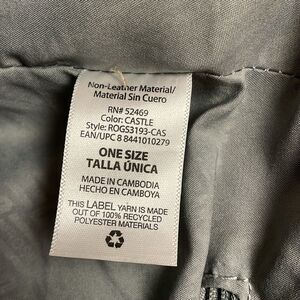 Non-Leather Material/
Material Sin Cuero
RN# 52469
Color: CASTLE
Style: ROGS3193-CAS
EAN/UPC 8 8441010279
ONE SIZE
TALLA ÚNICA
MADE IN CAMBODIA
HECHO EN CAMBOYA
THIS LABEL YARN IS MADE
OUT OF 100% RECYCLED
POLYESTER MATERIALS